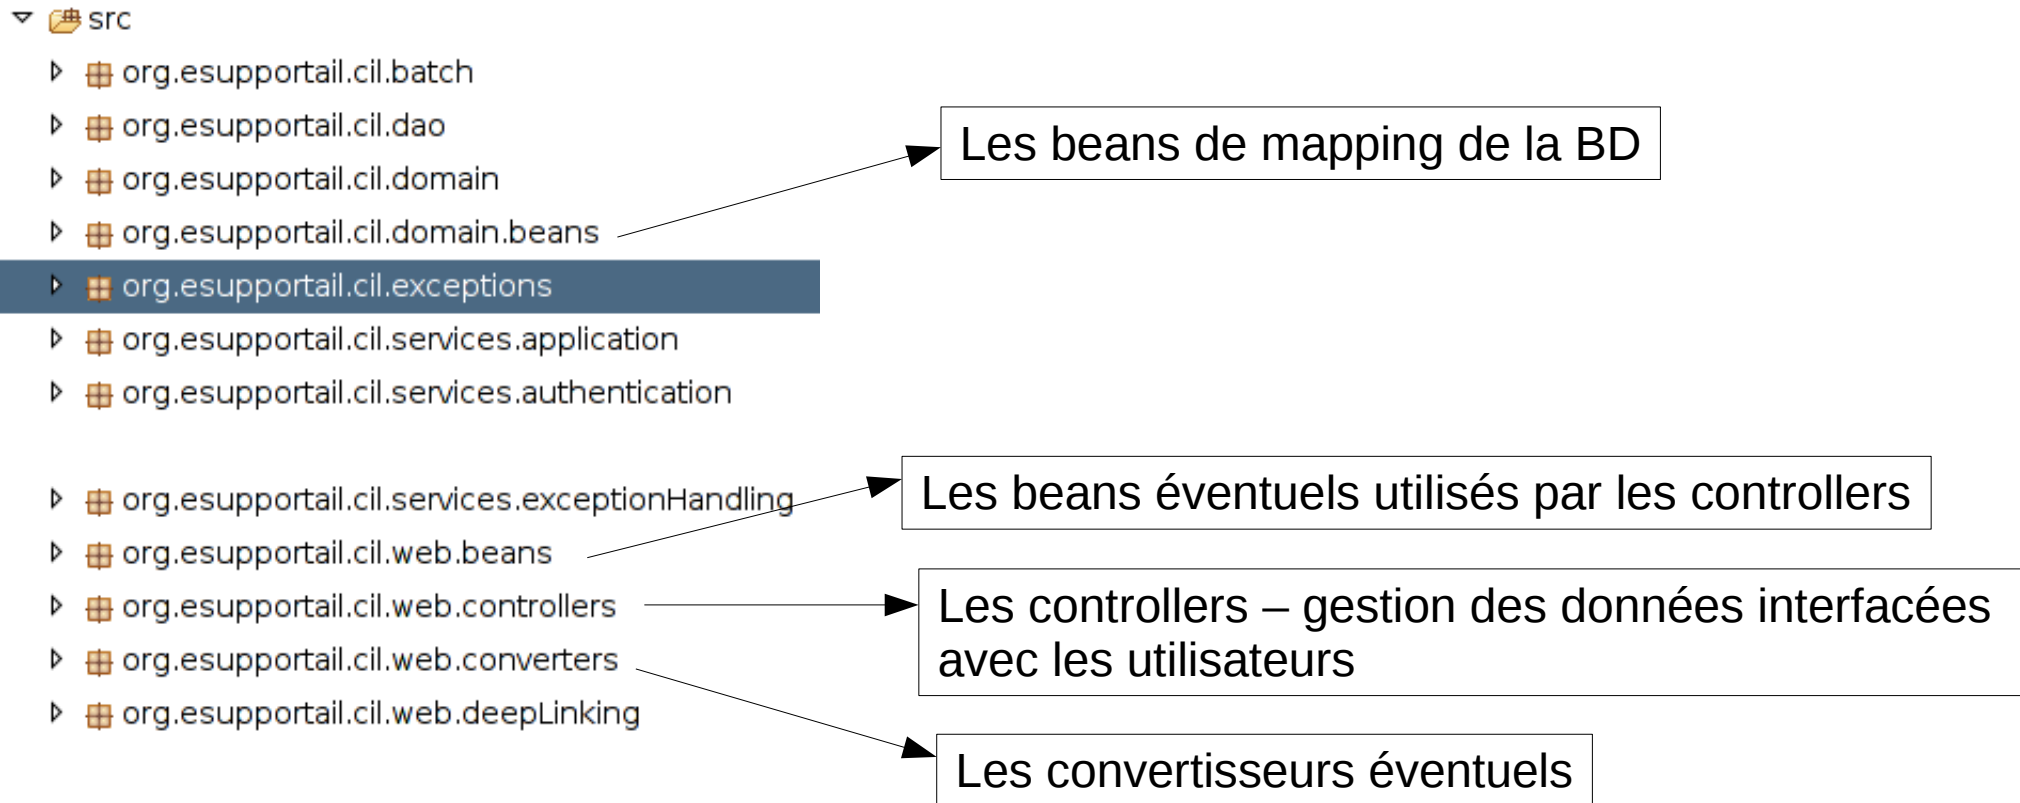 src
org.esupportail.cil.batch
org.esupportail.cil.dao
org.esupportail.cil.domain
org.esupportail.cil.domain.beans
org.esupportail.cil.exceptions
org.esupportail.cil.services.application
org.esupportail.cil.services.authentication
org.esupportail.cil.services.exceptionHandling
org.esupportail.cil.web.beans
org.esupportail.cil.web.controllers
org.esupportail.cil.web.converters
org.esupportail.cil.web.deepLinking
Les beans de mapping de la BD
Les beans éventuels utilisés par les controllers
Les controllers – gestion des données interfacées
avec les utilisateurs
Les convertisseurs éventuels